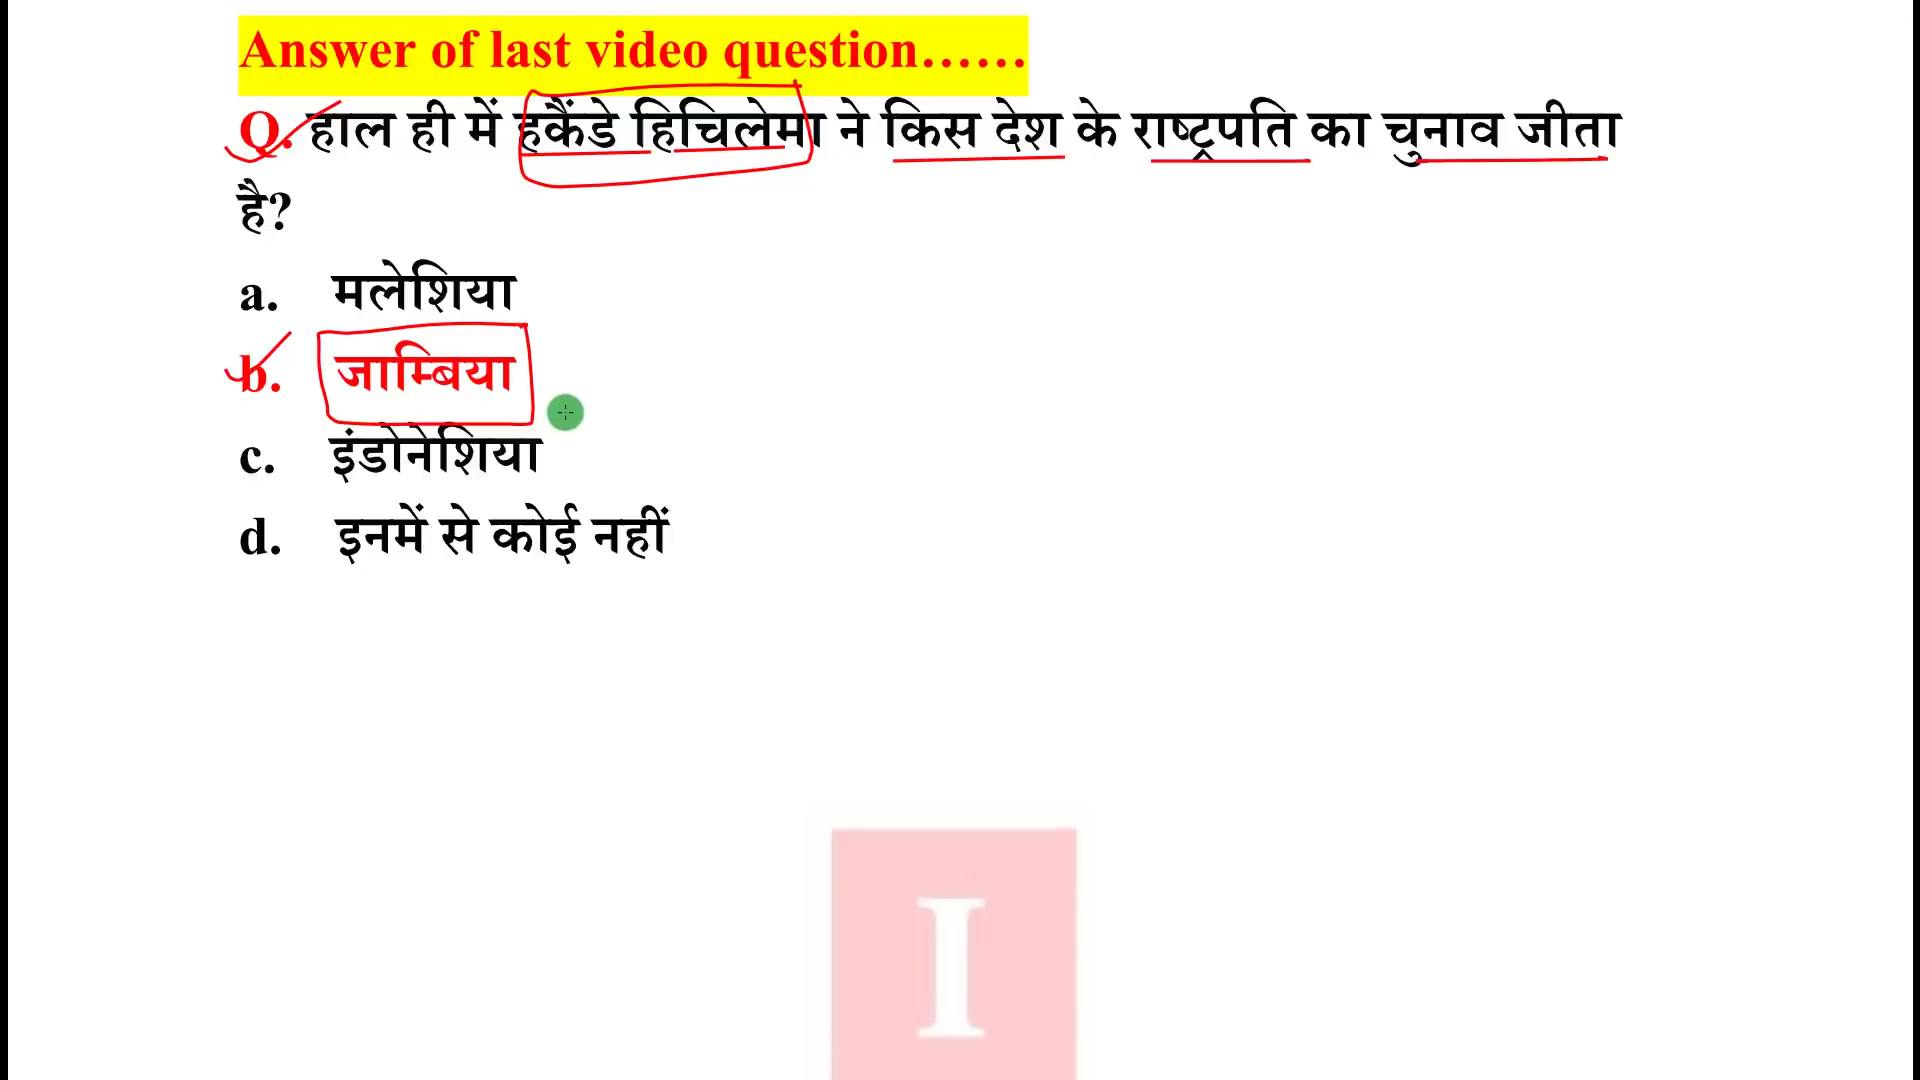 Answer of last video question……
Q. हाल ही में हकैंडे हिचिलेमा ने किस देश के राष्ट्रपति का चुनाव जीता
है?
a. मलेशिया
b. जाम्बिया
c. इंडोनेशिया
d. इनमें से कोई नहीं
I